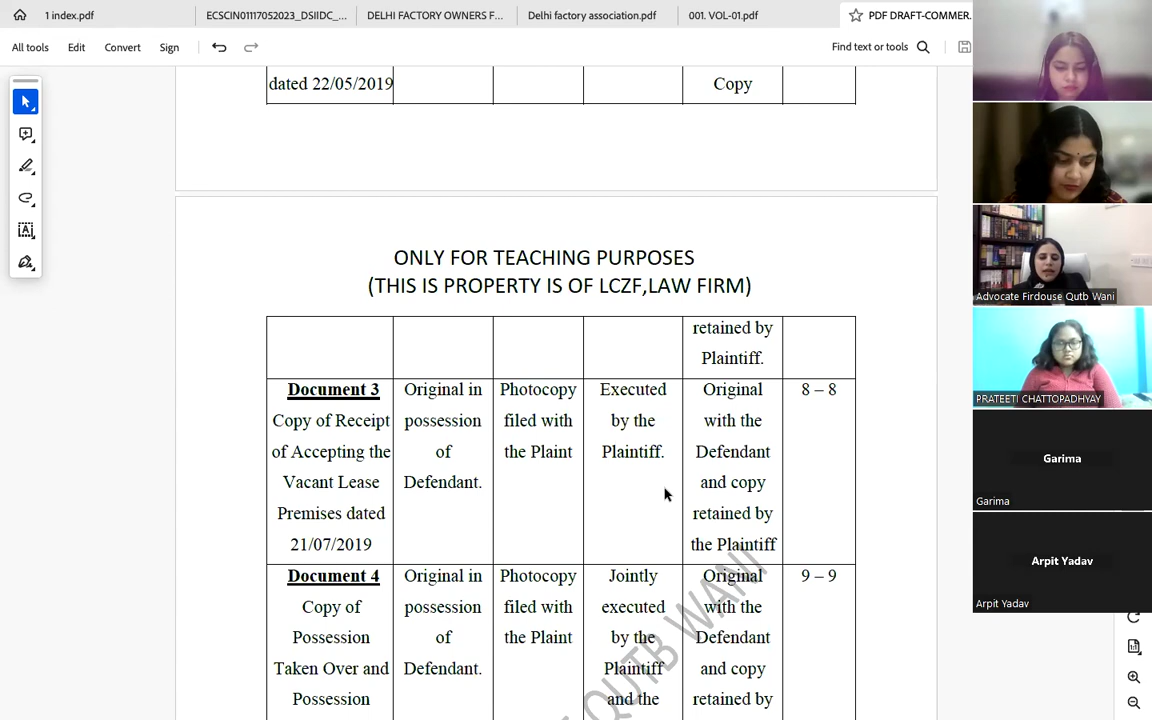 1 index.pdf
ECSCIN01117052023_DSIIDC_...
DELHI FACTORY OWNERS F...
Delhi factory association.pdf
001. VOL-01.pdf
PDF DRAFT-COMMER.
All tools
Edit
Convert
Sign
Find text or tools
dated 22/05/2019
Copy
ONLY FOR TEACHING PURPOSES
(THIS IS PROPERTY IS OF LCZF,LAW FIRM)
retained by
Plaintiff.
Document 3
Copy of Receipt
of Accepting the
Vacant Lease
Premises dated
21/07/2019
Original in
possession
of
Defendant.
Photocopy
filed with
the Plaint
Executed
by the
Plaintiff.
Original
with the
Defendant
and copy
retained by
the Plaintiff
8 – 8
Document 4
Copy of
Possession
Taken Over and
Possession
Original in
possession
of
Defendant.
Photocopy
filed with
the Plaint
Jointly
executed
by the
Plaintiff
and the
Original
with the
Defendant
and copy
retained by
9 – 9
QUTB WANI
Advocate Firdouse Qutb Wani
PRATEETI CHATTOPADHYAY
Garima
Garima
Arpit Yadav
Arpit Yadav